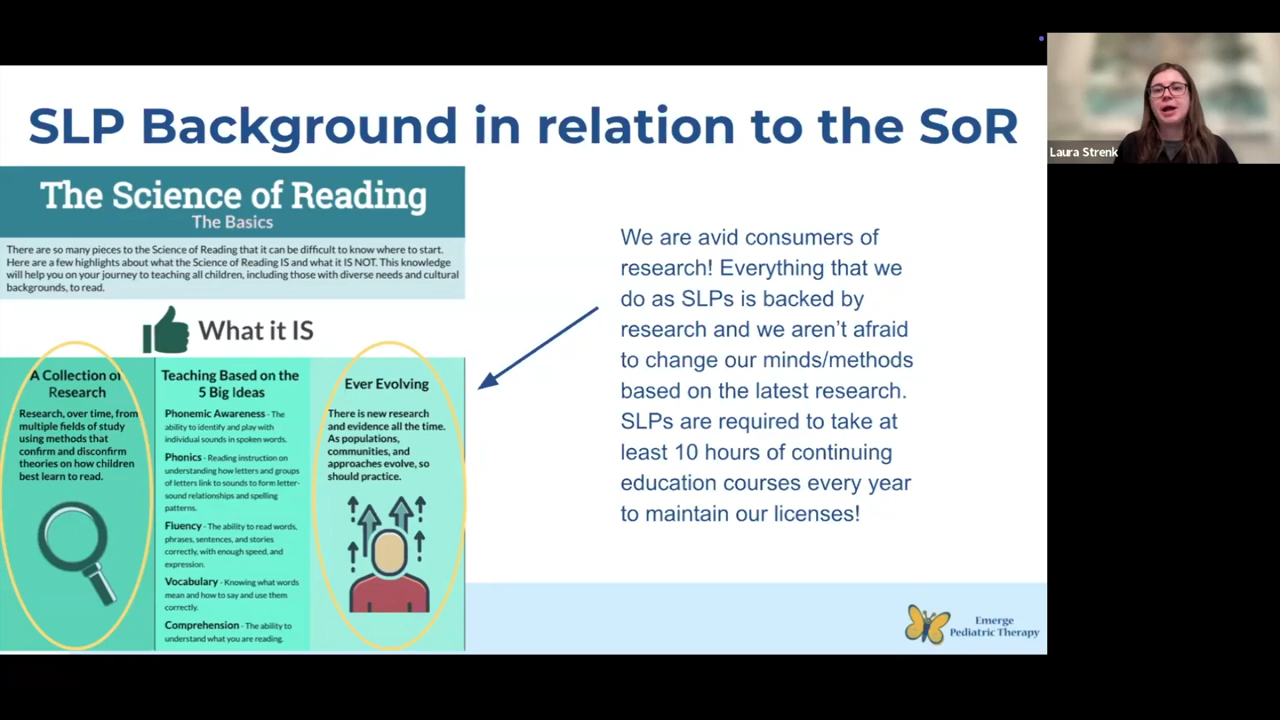 SLP Background in relation to the SoR
The Science of Reading
The Basics
There are so many pieces to the Science of Reading that it can be difficult to know where to start.
Here are a few highlights about what the Science of Reading IS and what it IS NOT. This knowledge
will help you on your journey to teaching all children, including those with diverse needs and cultural
backgrounds, to read.
What it IS
A Collection of
Research
Research, over time, from
multiple fields of study
using methods that
confirm and disconfirm
theories on how children
best learn to read.
Teaching Based on the
5 Big Ideas
Phonemic Awareness - The
ability to identify and play with
individual sounds in spoken words.
Phonics - Reading instruction on
understanding how letters and groups
of letters link to sounds to form letter-
sound relationships and spelling
patterns.
Fluency - The ability to read words,
phrases, sentences, and stories
correctly, with enough speed, and
expression.
Vocabulary - Knowing what words
mean and how to say and use them
correctly.
Comprehension - The ability to
understand what you are reading.
Ever Evolving
There is new research
and evidence all the time.
As populations,
communities, and
approaches evolve, so
should practice.
We are avid consumers of
research! Everything that we
do as SLPs is backed by
research and we aren't afraid
to change our minds/methods
based on the latest research.
SLPs are required to take at
least 10 hours of continuing
education courses every year
to maintain our licenses!
Emerge
Pediatric Therapy
Laura Strenk